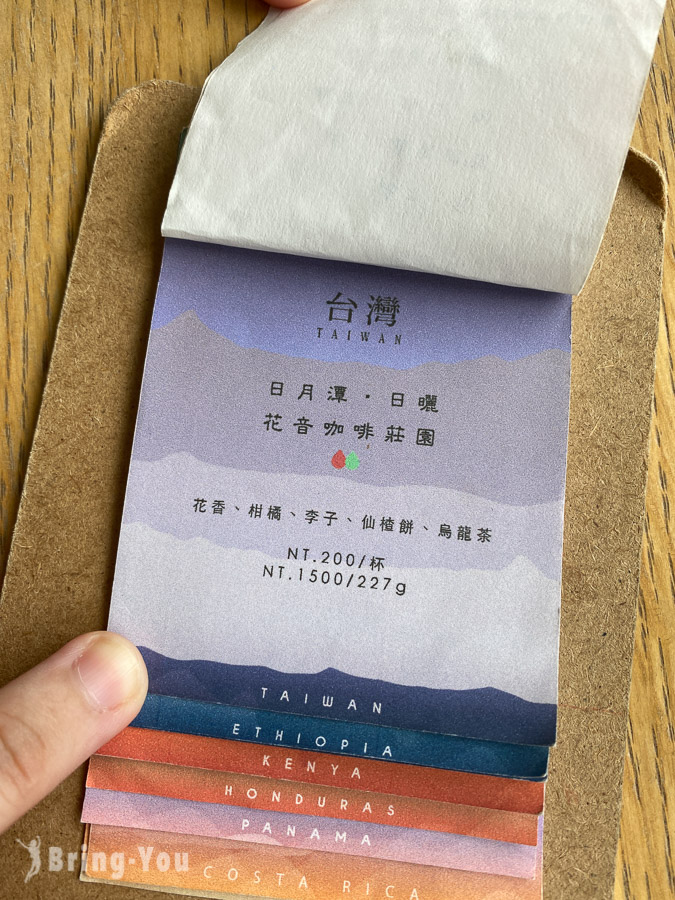 台灣
TAIWAN
日月潭・日曬
花音咖啡莊園
花香、柑橘、李子、仙楂餅、烏龍茶
NT.200/杯
NT.1500/227g
TAIWAN
ETHIOPIA
KENYA
HONDURAS
PANAMA
COSTA RICA
Bring-You